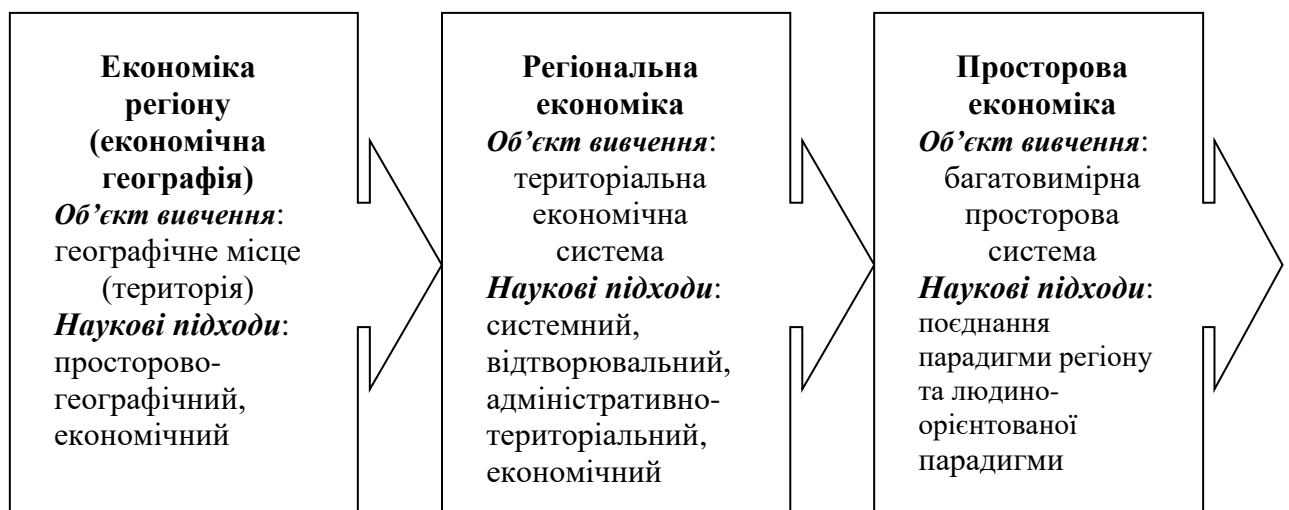 Економіка
регіону
(економічна
географія)
Об’єкт вивчення:
географічне місце
(територія)
Наукові підходи:
просторово-
географічний,
економічний
Регіональна
економіка
Об’єкт вивчення:
територіальна
економічна
система
Наукові підходи:
системний,
відтворювальний,
адміністративно-
територіальний,
економічний
Просторова
економіка
Об’єкт вивчення:
багатовимірна
просторова
система
Наукові підходи:
поєднання
парадигми регіону
та людино-
орієнтованої
парадигми